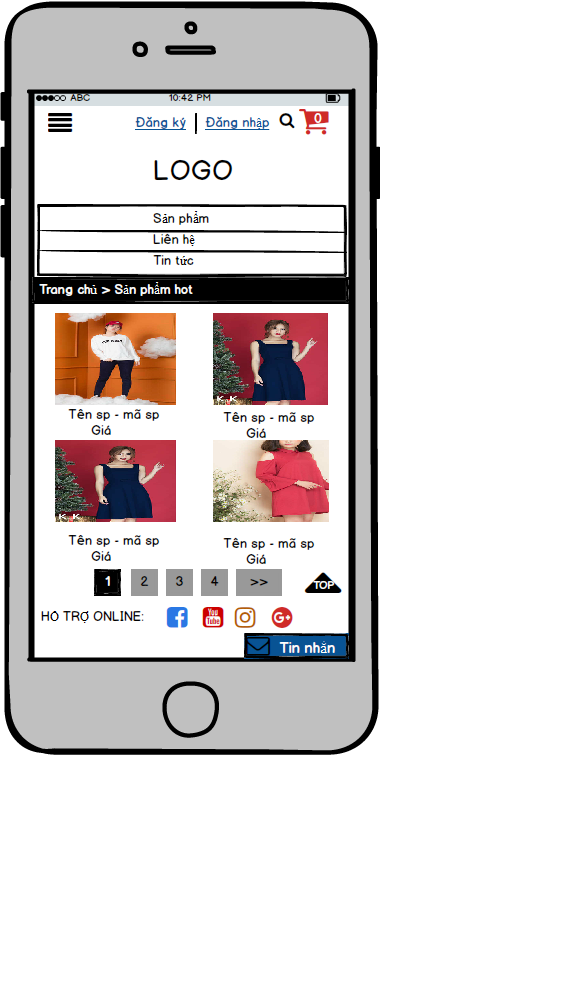 ABC 10:42 PM
Đăng ký Đăng nhập 0
LOGO
Sản phẩm
Liên hệ
Tin tức
Trang chủ > Sản phẩm hot
K K
Tên sp - mã sp Tên sp - mã sp
Giá Giá
K K
Tên sp - mã sp Tên sp - mã sp
Giá Giá
1 2 3 4 >> TOP
HỖ TRỢ ONLINE: You Tube G+
Tin nhắn